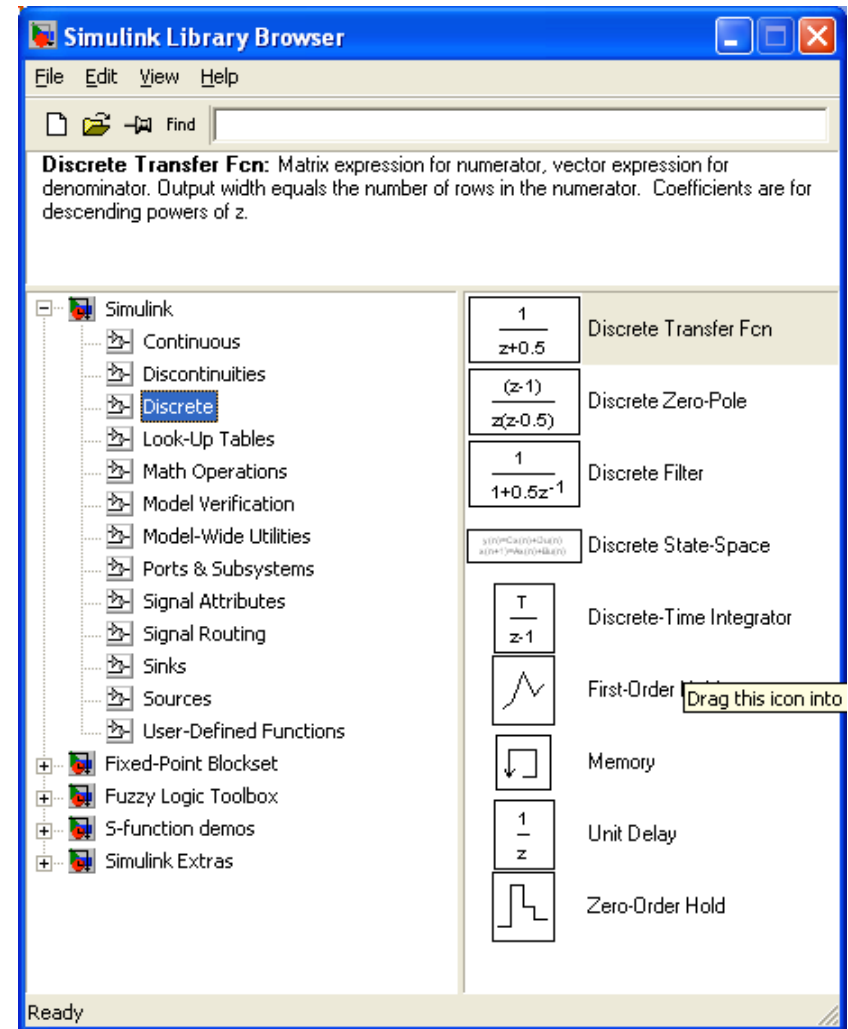 Simulink Library Browser
File Edit View Help
Find
Discrete Transfer Fcn: Matrix expression for numerator, vector expression for
denominator. Output width equals the number of rows in the numerator. Coefficients are for
descending powers of z.
Simulink
Continuous
Discontinuities
Discrete
Look-Up Tables
Math Operations
Model Verification
Model-Wide Utilities
Ports & Subsystems
Signal Attributes
Signal Routing
Sinks
Sources
User-Defined Functions
Fixed-Point Blockset
Fuzzy Logic Toolbox
S-function demos
Simulink Extras
1
z+0.5
Discrete Transfer Fcn
(z-1)
z(z-0.5)
Discrete Zero-Pole
1
1+0.5z⁻¹
Discrete Filter
y(n)=Cx(n)+Du(n)
x(n+1)=Ax(n)+Bu(n)
Discrete State-Space
T
z-1
Discrete-Time Integrator
First-Order
Drag this icon into
Memory
1
z
Unit Delay
Zero-Order Hold
Ready